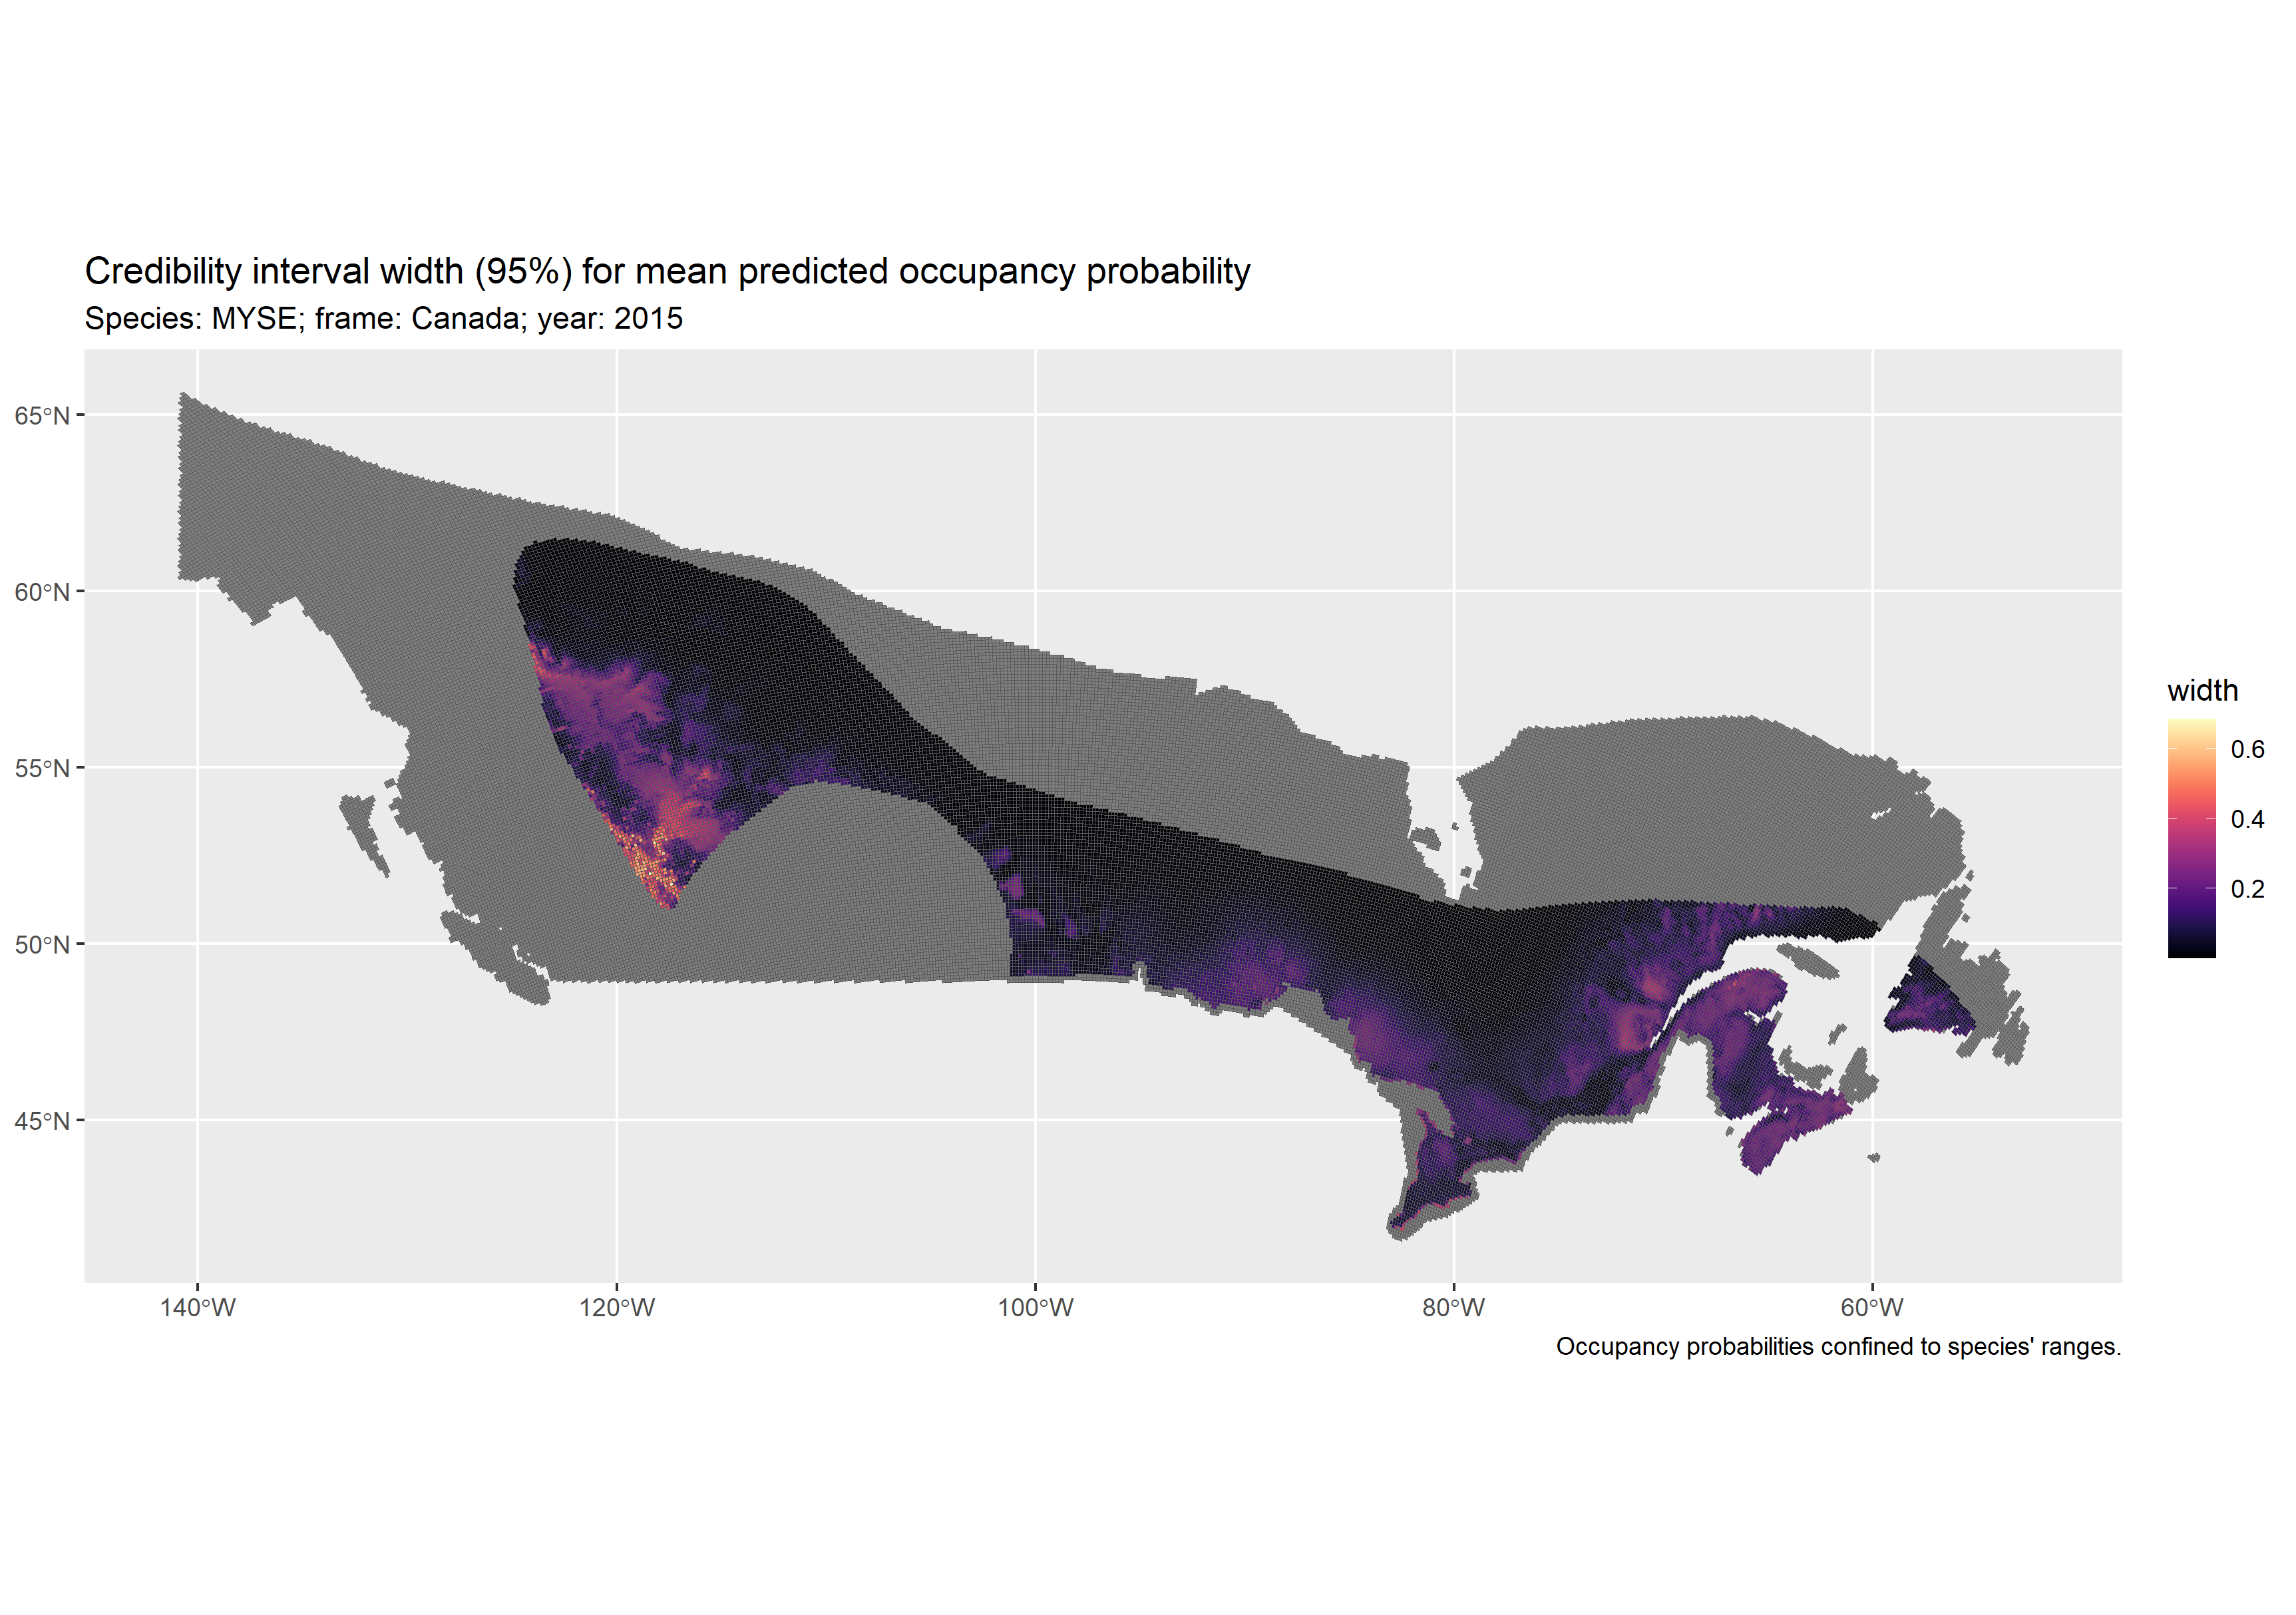 Credibility interval width (95%) for mean predicted occupancy probability
Species: MYSE; frame: Canada; year: 2015
65°N
60°N
55°N
50°N
45°N
140°W
120°W
100°W
80°W
60°W
width
0.6
0.4
0.2
Occupancy probabilities confined to species' ranges.